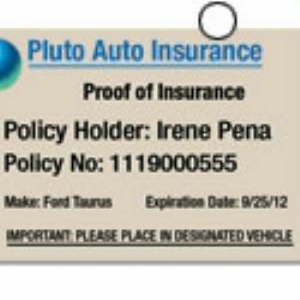 Pluto Auto Insurance
Proof of Insurance
Policy Holder: Irene Pena
Policy No: 1119000555
Make: Ford Taurus Expiration Date: 9/25/12
IMPORTANT: PLEASE PLACE IN DESIGNATED VEHICLE